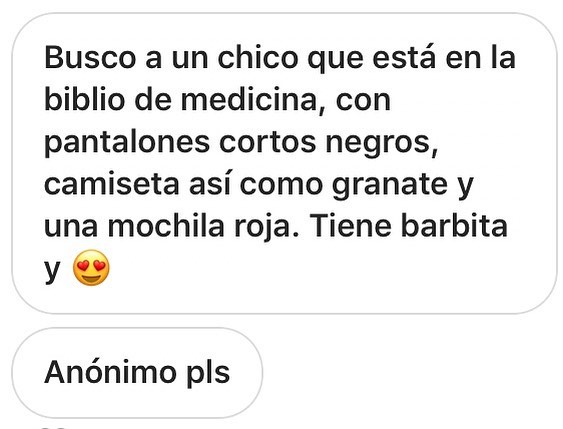 Busco a un chico que está en la
biblio de medicina, con
pantalones cortos negros,
camiseta así como granate y
una mochila roja. Tiene barbita
y 😍
Anónimo pls